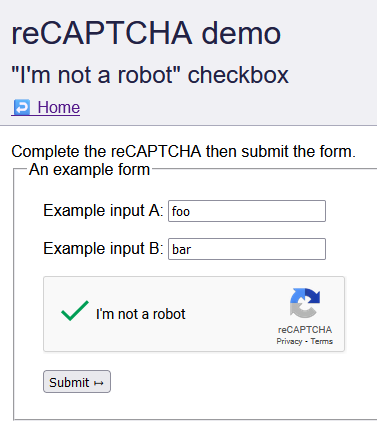 reCAPTCHA demo
"I'm not a robot" checkbox
Home
Complete the reCAPTCHA then submit the form.
An example form
Example input A: foo
Example input B: bar
I'm not a robot
reCAPTCHA
Privacy - Terms
Submit ↦